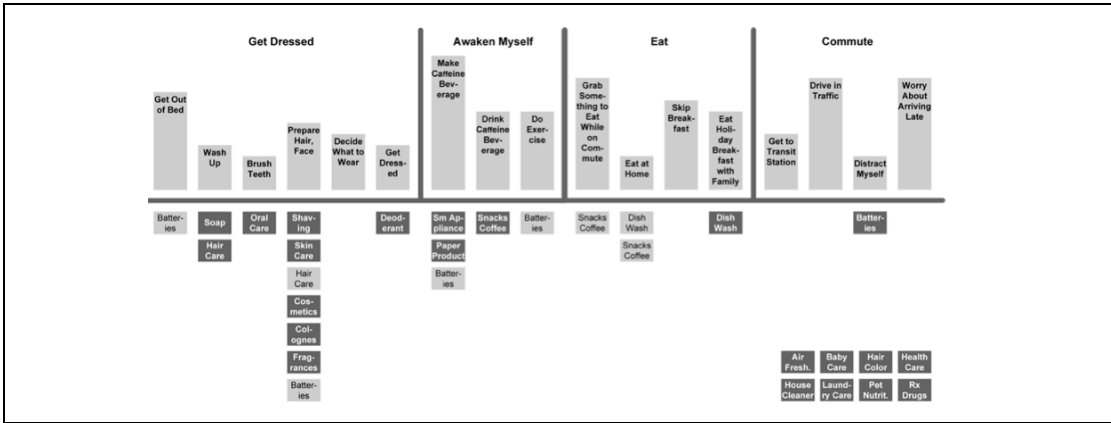 Get Dressed
Awaken Myself
Eat
Commute
Get Out
of Bed
Wash
Up
Brush
Teeth
Prepare
Hair,
Face
Decide
What to
Wear
Get
Dress-
ed
Make
Caffeine
Bev-
erage
Drink
Caffeine
Bev-
erage
Do
Exer-
cise
Grab
Some-
thing to
Eat
While
on
Com-
mute
Eat at
Home
Skip
Break-
fast
Eat
Holi-
day
Break-
fast
with
Family
Get to
Transit
Station
Drive in
Traffic
Distract
Myself
Worry
About
Arriving
Late
Batter-
ies
Soap
Hair
Care
Oral
Care
Shav-
ing
Skin
Care
Hair
Care
Cos-
metics
Col-
ognes
Frag-
rances
Batter-
ies
Deod-
erant
Sm Ap-
pliance
Paper
Product
Batter-
ies
Snacks
Coffee
Batter-
ies
Snacks
Coffee
Dish
Wash
Snacks
Coffee
Dish
Wash
Batter-
ies
Air
Fresh.
Baby
Care
Hair
Color
Health
Care
House
Cleaner
Laund-
ry Care
Pet
Nutrit.
Rx
Drugs